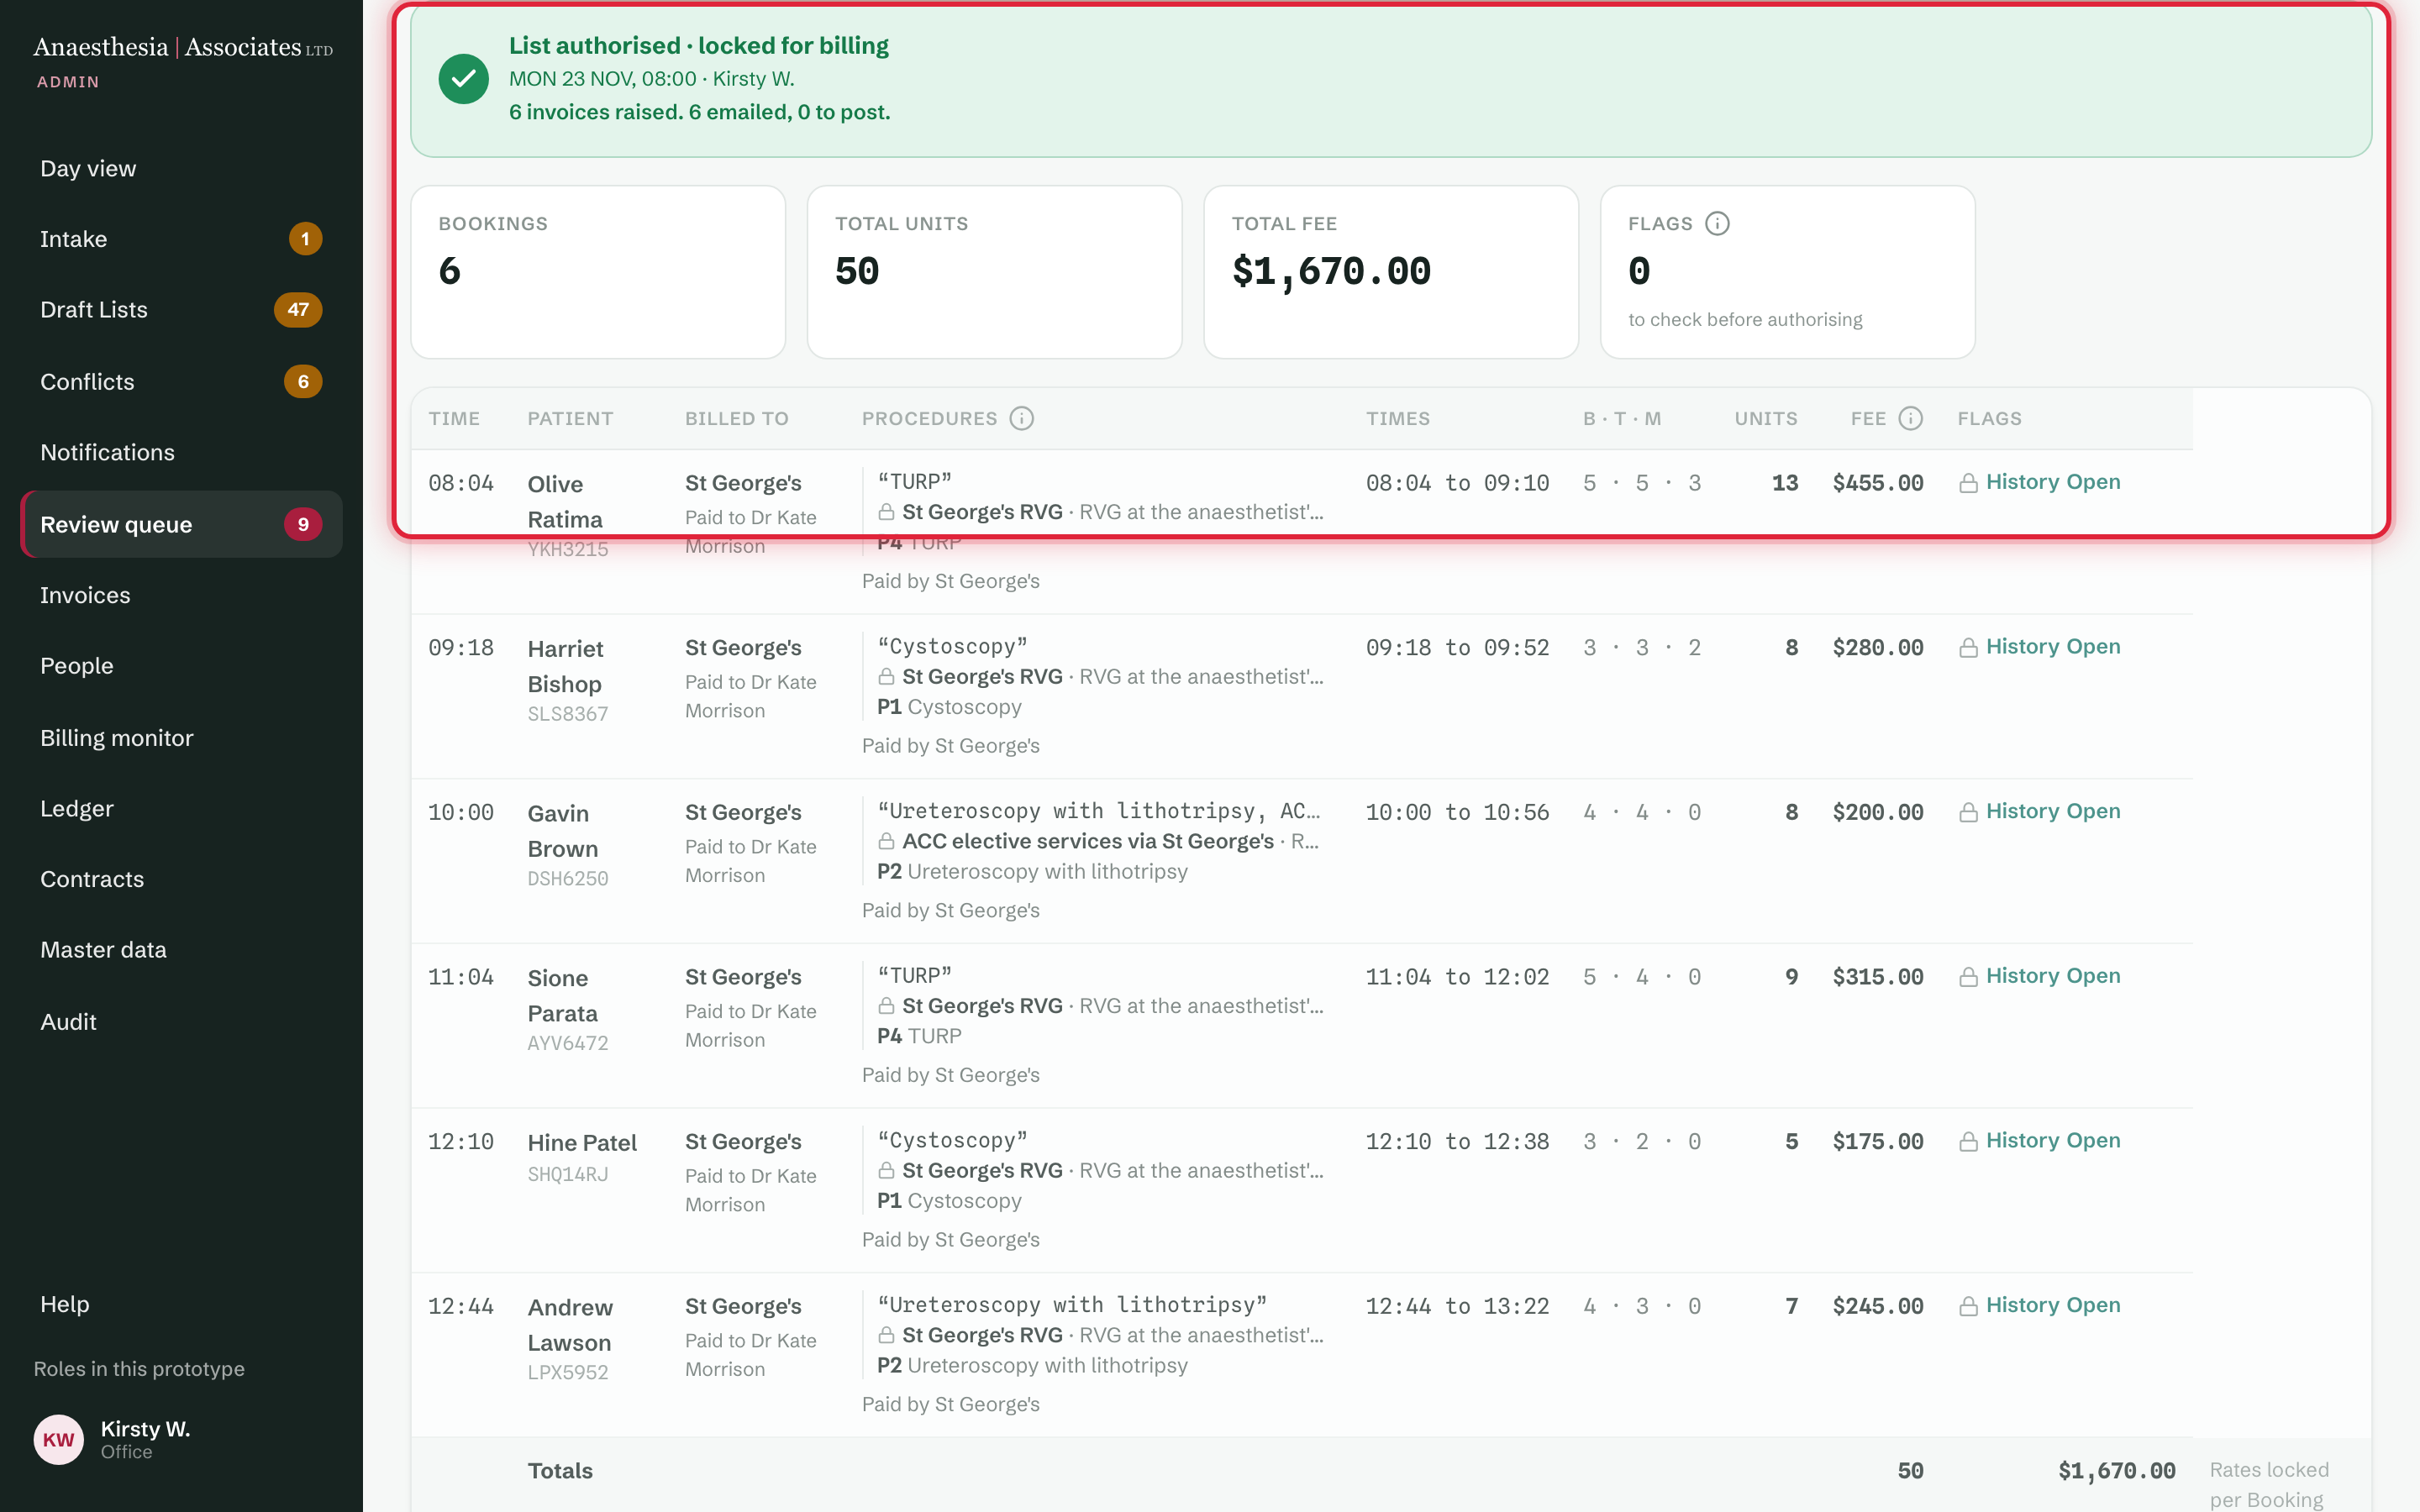 Anaesthesia | Associates LTD
ADMIN
Day view
Intake 1
Draft Lists 47
Conflicts 6
Notifications
Review queue 9
Invoices
People
Billing monitor
Ledger
Contracts
Master data
Audit
Help
Roles in this prototype
KW Kirsty W.
Office
List authorised · locked for billing
MON 23 NOV, 08:00 · Kirsty W.
6 invoices raised. 6 emailed, 0 to post.
BOOKINGS
6
TOTAL UNITS
50
TOTAL FEE
$1,670.00
FLAGS
0
to check before authorising
TIME PATIENT BILLED TO PROCEDURES TIMES B · T · M UNITS FEE FLAGS
08:04 Olive St George's “TURP” 08:04 to 09:10 5 · 5 · 3 13 $455.00 History Open
Ratima Paid to Dr Kate St George's RVG · RVG at the anaesthetist'...
YKH3215 Morrison P4 TURP
Paid by St George's
09:18 Harriet St George's “Cystoscopy” 09:18 to 09:52 3 · 3 · 2 8 $280.00 History Open
Bishop Paid to Dr Kate St George's RVG · RVG at the anaesthetist'...
SLS8367 Morrison P1 Cystoscopy
Paid by St George's
10:00 Gavin St George's “Ureteroscopy with lithotripsy, AC... 10:00 to 10:56 4 · 4 · 0 8 $200.00 History Open
Brown Paid to Dr Kate ACC elective services via St George's · R...
DSH6250 Morrison P2 Ureteroscopy with lithotripsy
Paid by St George's
11:04 Sione St George's “TURP” 11:04 to 12:02 5 · 4 · 0 9 $315.00 History Open
Parata Paid to Dr Kate St George's RVG · RVG at the anaesthetist'...
AYV6472 Morrison P4 TURP
Paid by St George's
12:10 Hine Patel St George's “Cystoscopy” 12:10 to 12:38 3 · 2 · 0 5 $175.00 History Open
SHQ14RJ Paid to Dr Kate St George's RVG · RVG at the anaesthetist'...
Morrison P1 Cystoscopy
Paid by St George's
12:44 Andrew St George's “Ureteroscopy with lithotripsy” 12:44 to 13:22 4 · 3 · 0 7 $245.00 History Open
Lawson Paid to Dr Kate St George's RVG · RVG at the anaesthetist'...
LPX5952 Morrison P2 Ureteroscopy with lithotripsy
Paid by St George's
Totals 50 $1,670.00 Rates locked
per Booking